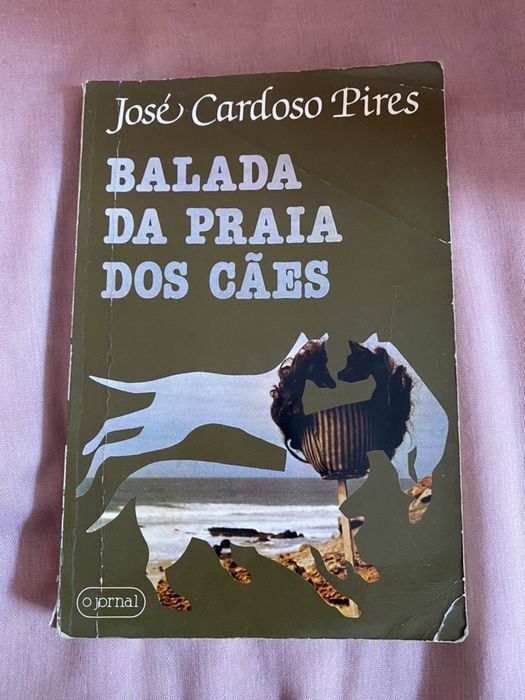 José Cardoso Pires
BALADA
DA PRAIA
DOS CÃES
o jornal